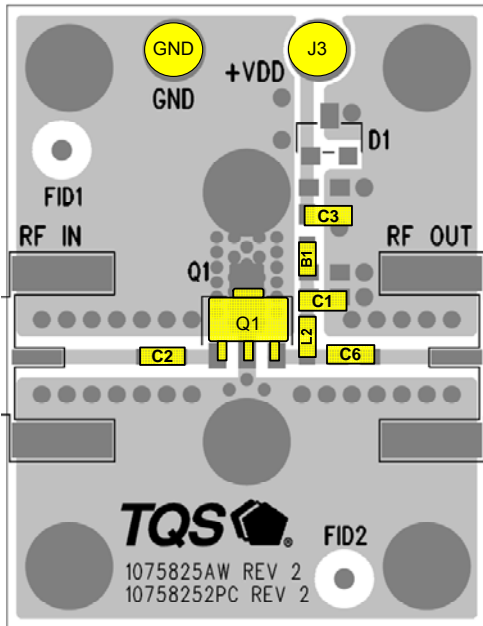 GND
J3
+VDD
GND
D1
FID1
C3
RF IN
RF OUT
B1
Q1
C1
Q1
L2
C2
C6
TQS
®
FID2
1075825AW REV 2
10758252PC REV 2